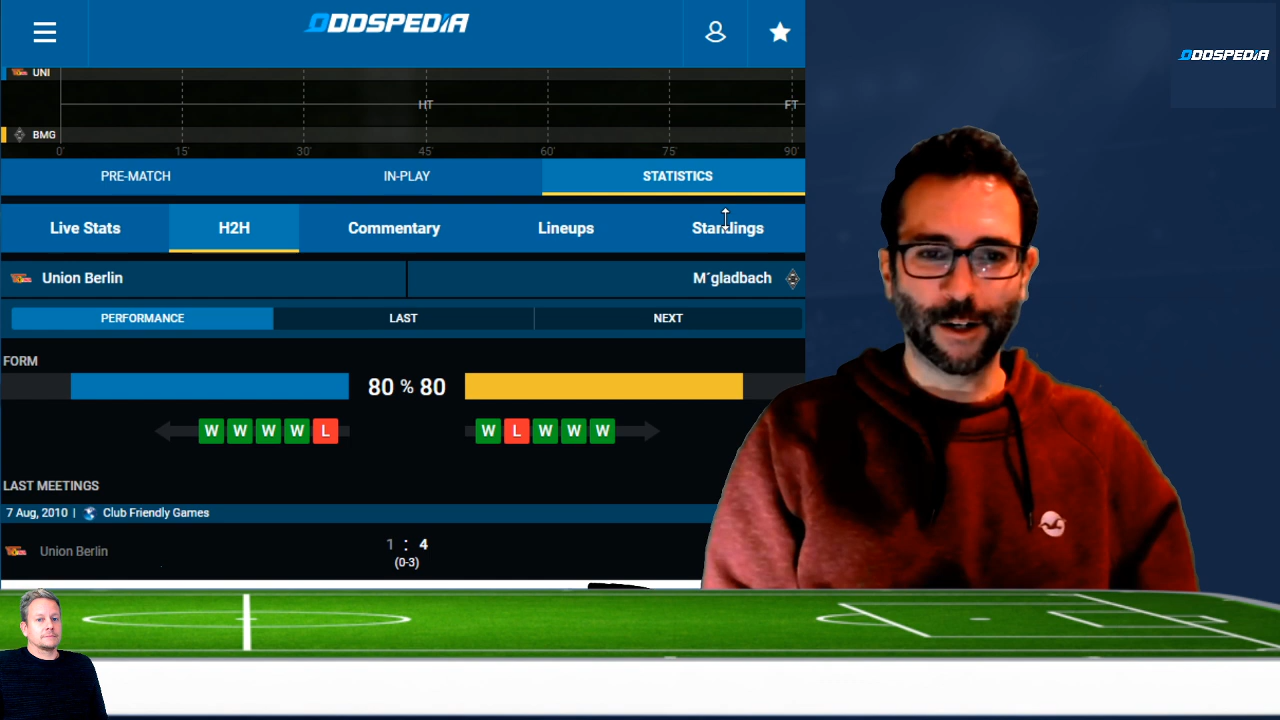 ODDSPEDIA
ODDSPEDIA
UNI
HT
FT
BMG
0' 15' 30' 45' 60' 75' 90'
PRE-MATCH IN-PLAY STATISTICS
Live Stats H2H Commentary Lineups Standings
Union Berlin M´gladbach
PERFORMANCE LAST NEXT
FORM
80 % 80
W W W W L W L W W W
LAST MEETINGS
7 Aug, 2010 | Club Friendly Games
Union Berlin 1 : 4
(0-3)